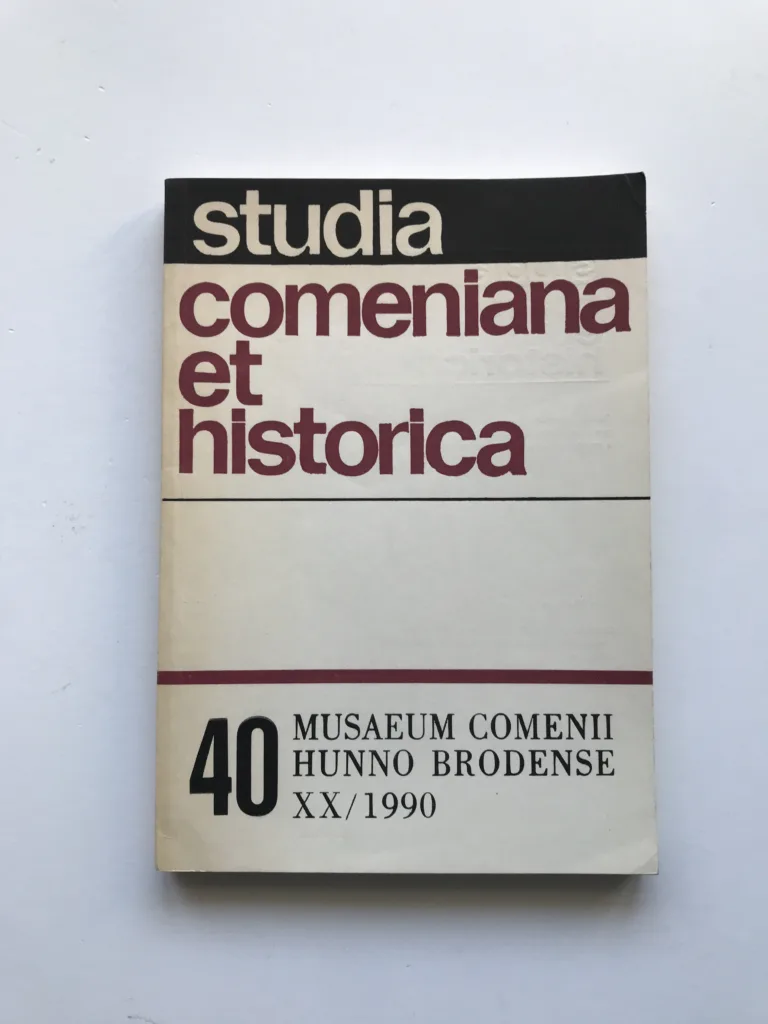 studia
comeniana
et
historica
40
MUSAEUM COMENII
HUNNO BRODENSE
XX/1990